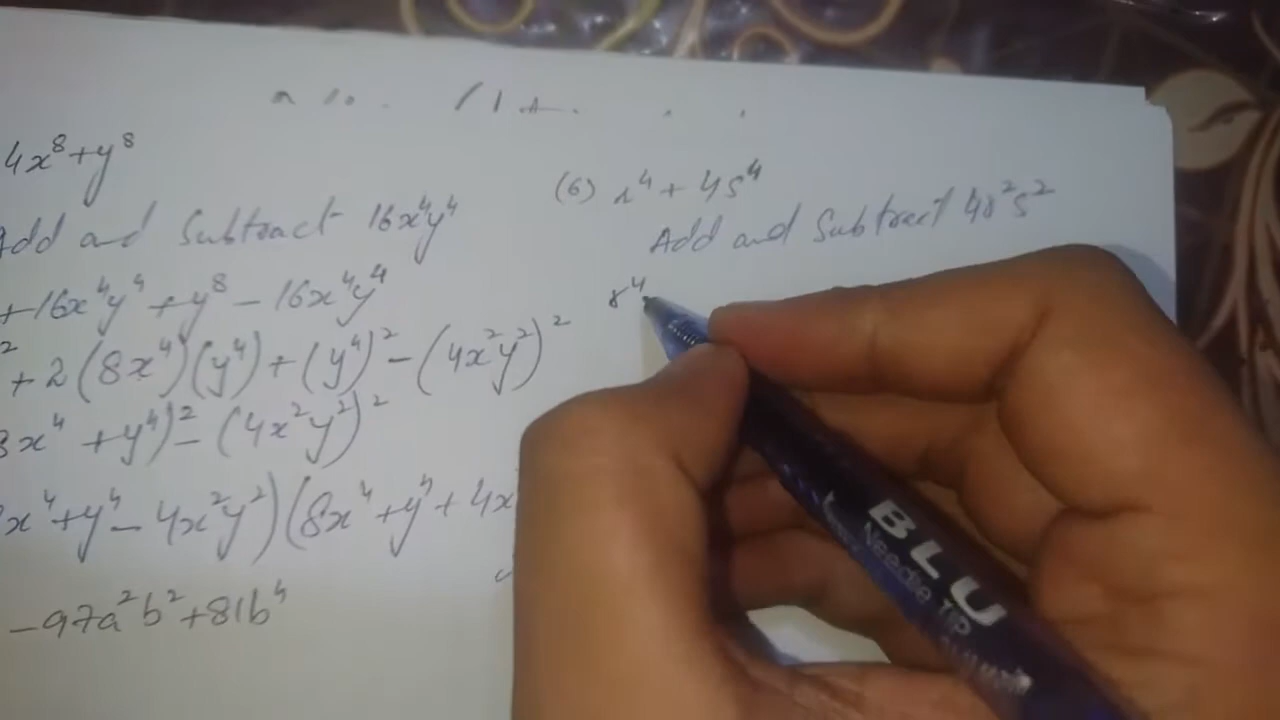 4x⁸+y⁸
Add and Subtract 16x⁴y⁴
+16x⁴y⁴+y⁸-16x⁴y⁴
² +2(8x⁴)(y⁴)+(y⁴)²-(4x²y²)²
8x⁴+y⁴)²-(4x²y²)²
x⁴+y⁴-4x²y²)(8x⁴+y⁴+4x
-97a²b²+81b⁴
(6) r⁴+4s⁴
Add and Subtract 4r²s²
r⁴
BLU
Needle TIP